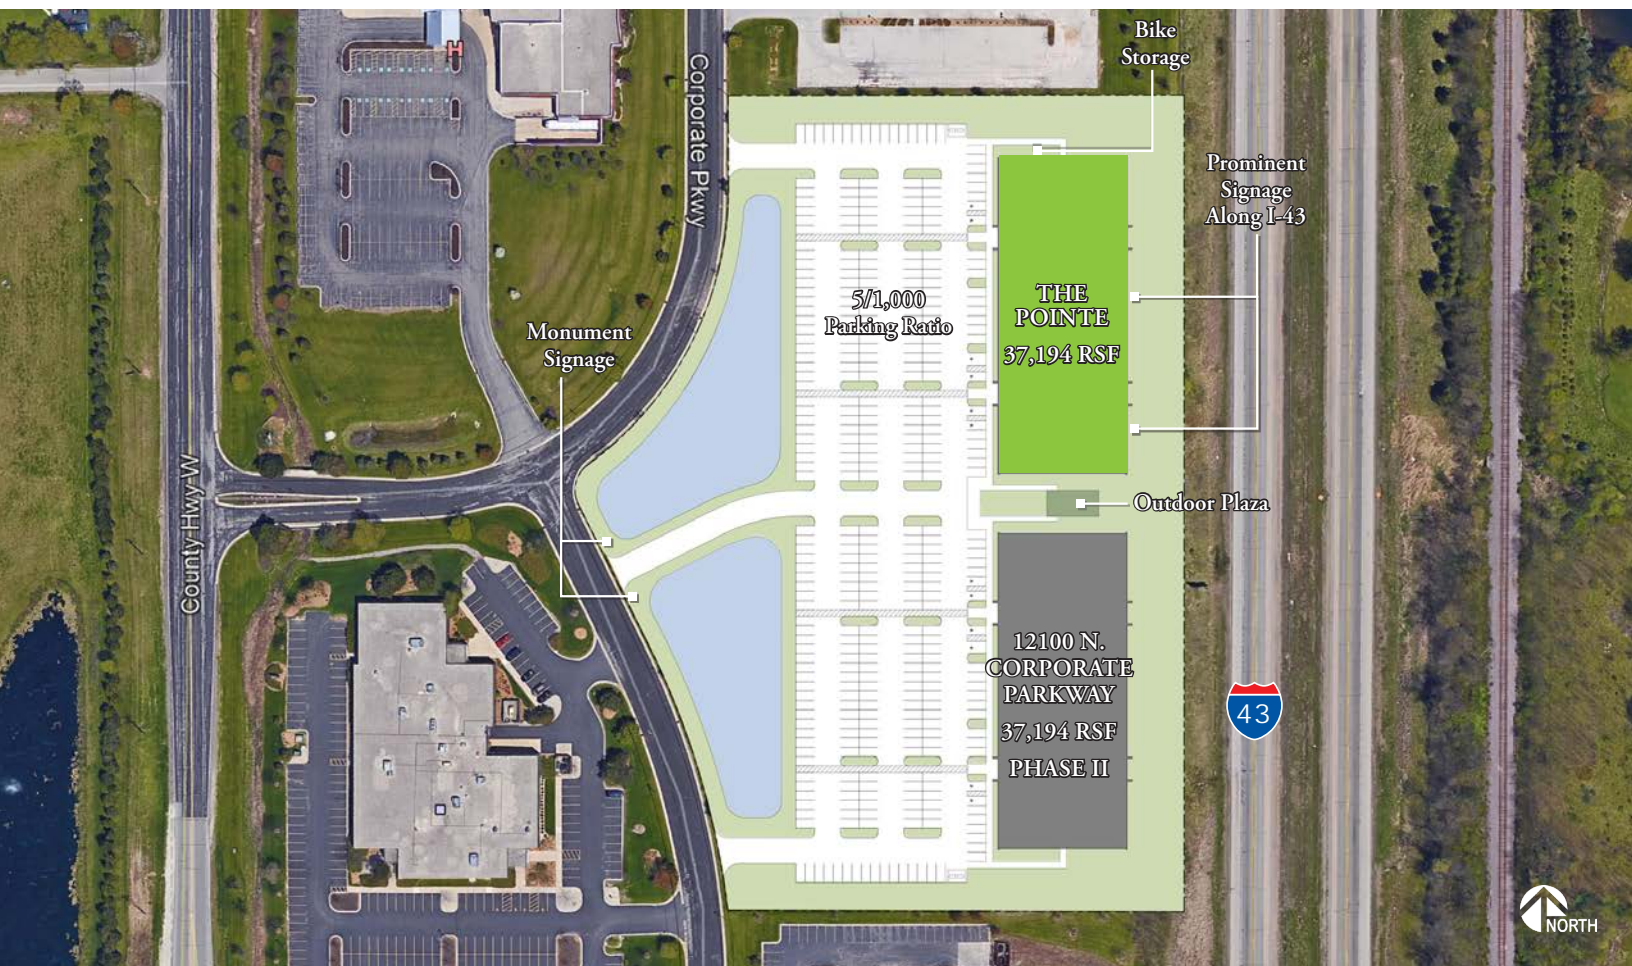 Bike
Storage
Corporate Pkwy
Prominent
Signage
Along I-43
5/1,000
Parking Ratio
THE
POINTE
37,194 RSF
Monument
Signage
County Hwy W
Outdoor Plaza
12100 N.
CORPORATE
PARKWAY
37,194 RSF
PHASE II
43
NORTH
H